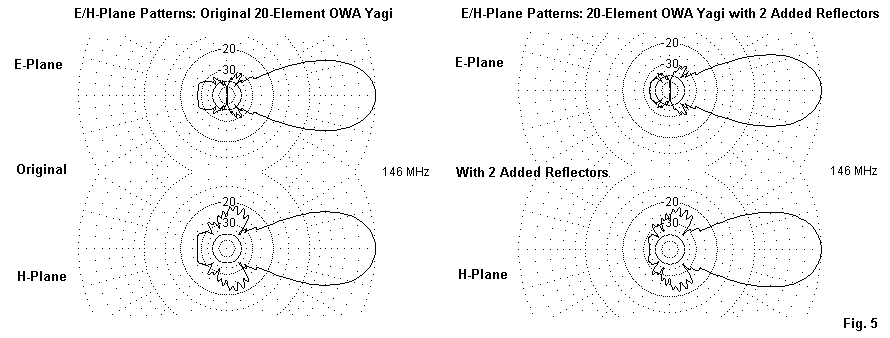 E/H-Plane Patterns: Original 20-Element OWA Yagi
E-Plane
20
30
Original
146 MHz
20
30
H-Plane
E/H-Plane Patterns: 20-Element OWA Yagi with 2 Added Reflectors
E-Plane
20
30
With 2 Added Reflectors
146 MHz
20
30
H-Plane
Fig. 5